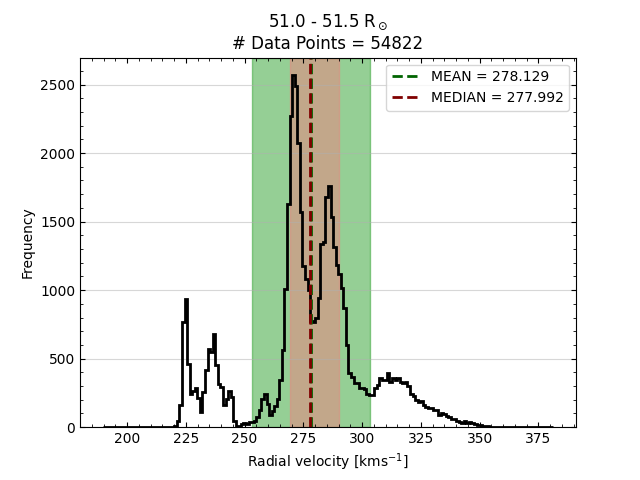 51.0 - 51.5 R⊙
# Data Points = 54822
MEAN = 278.129
MEDIAN = 277.992
2500
2000
1500
1000
500
0
Frequency
200 225 250 275 300 325 350 375
Radial velocity [kms⁻¹]